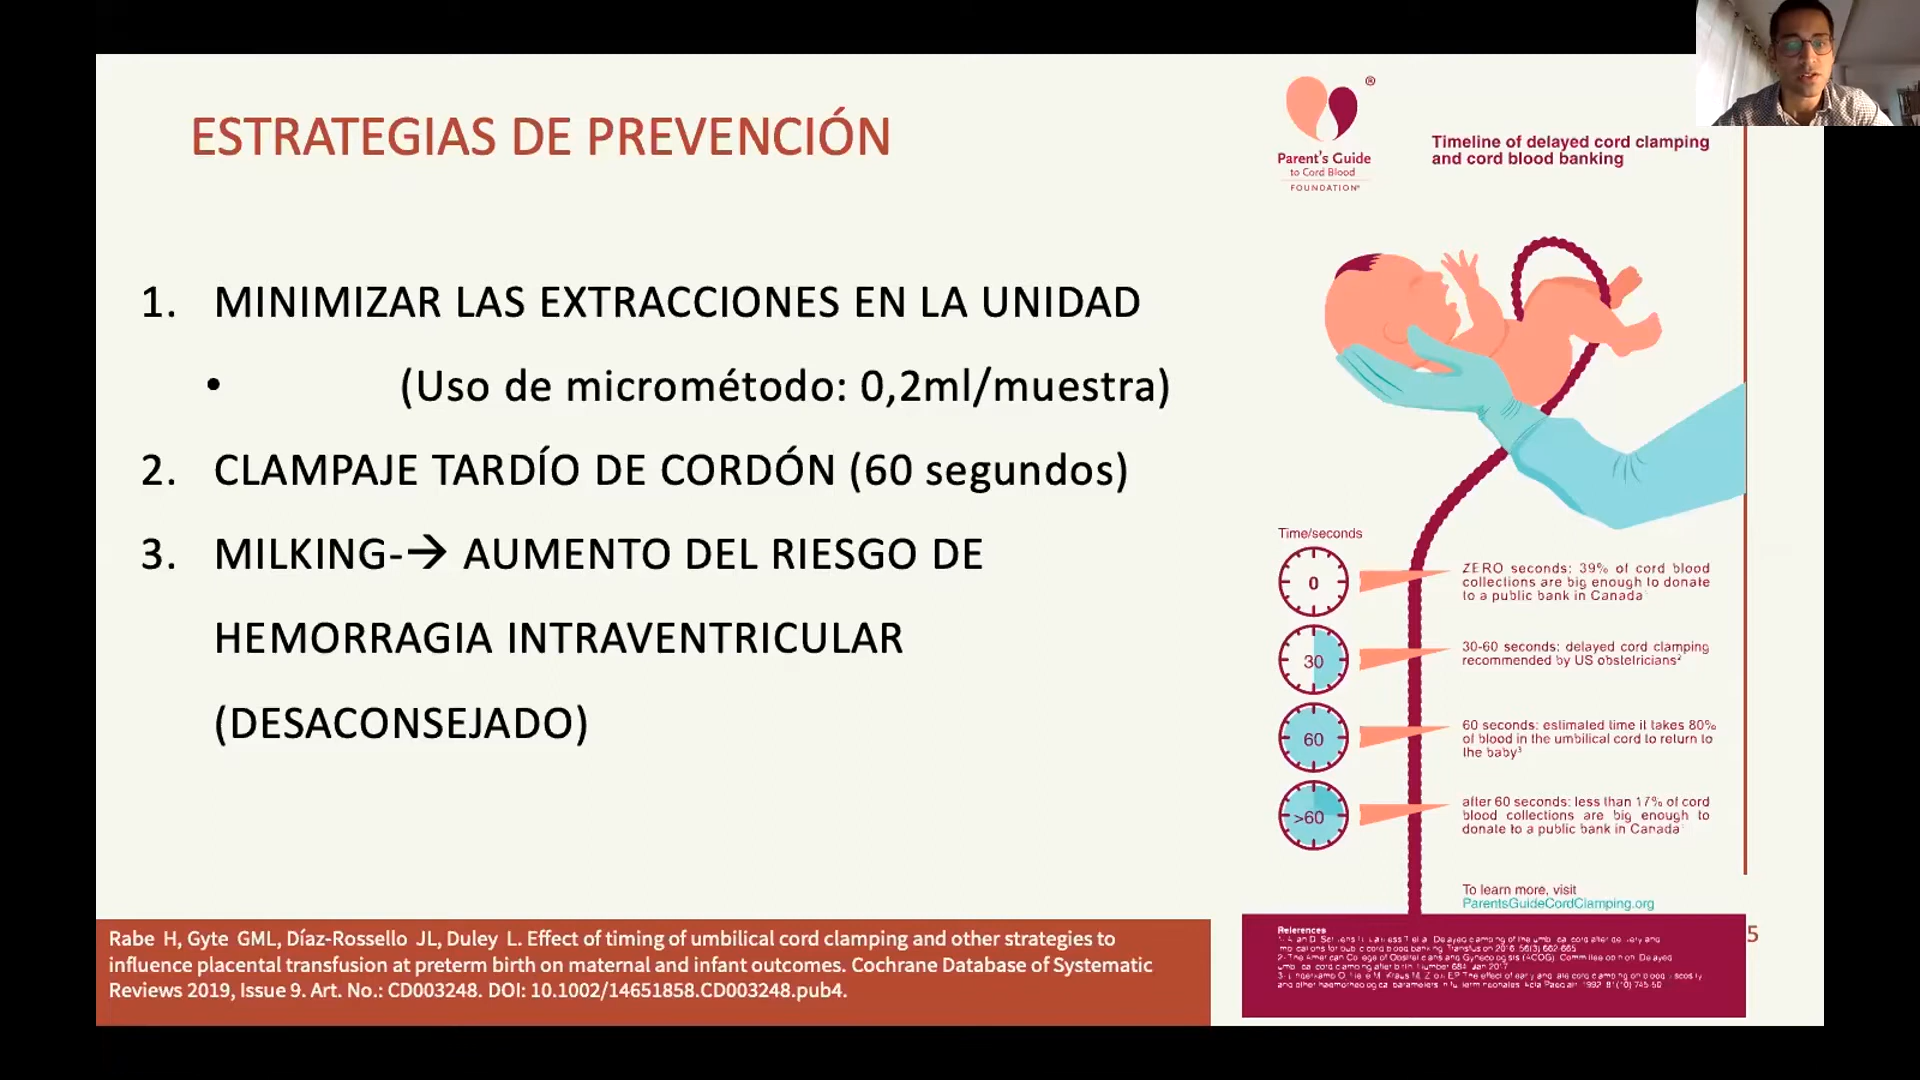 ESTRATEGIAS DE PREVENCIÓN
1. MINIMIZAR LAS EXTRACCIONES EN LA UNIDAD
• (Uso de micrométodo: 0,2ml/muestra)
2. CLAMPAJE TARDÍO DE CORDÓN (60 segundos)
3. MILKING-→ AUMENTO DEL RIESGO DE
HEMORRAGIA INTRAVENTRICULAR
(DESACONSEJADO)
Rabe H, Gyte GML, Díaz-Rossello JL, Duley L. Effect of timing of umbilical cord clamping and other strategies to
influence placental transfusion at preterm birth on maternal and infant outcomes. Cochrane Database of Systematic
Reviews 2019, Issue 9. Art. No.: CD003248. DOI: 10.1002/14651858.CD003248.pub4.
®
Parent's Guide
to Cord Blood
FOUNDATION®
Timeline of delayed cord clamping
and cord blood banking
Time/seconds
0
ZERO seconds: 39% of cord blood
collections are big enough to donate
to a public bank in Canada
30
30-60 seconds: delayed cord clamping
recommended by US obstetricians²
60
60 seconds: estimated time it takes 80%
of blood in the umbilical cord to return to
the baby³
>60
after 60 seconds: less than 17% of cord
blood collections are big enough to
donate to a public bank in Canada
To learn more, visit
ParentsGuideCordClamping.org
References
5